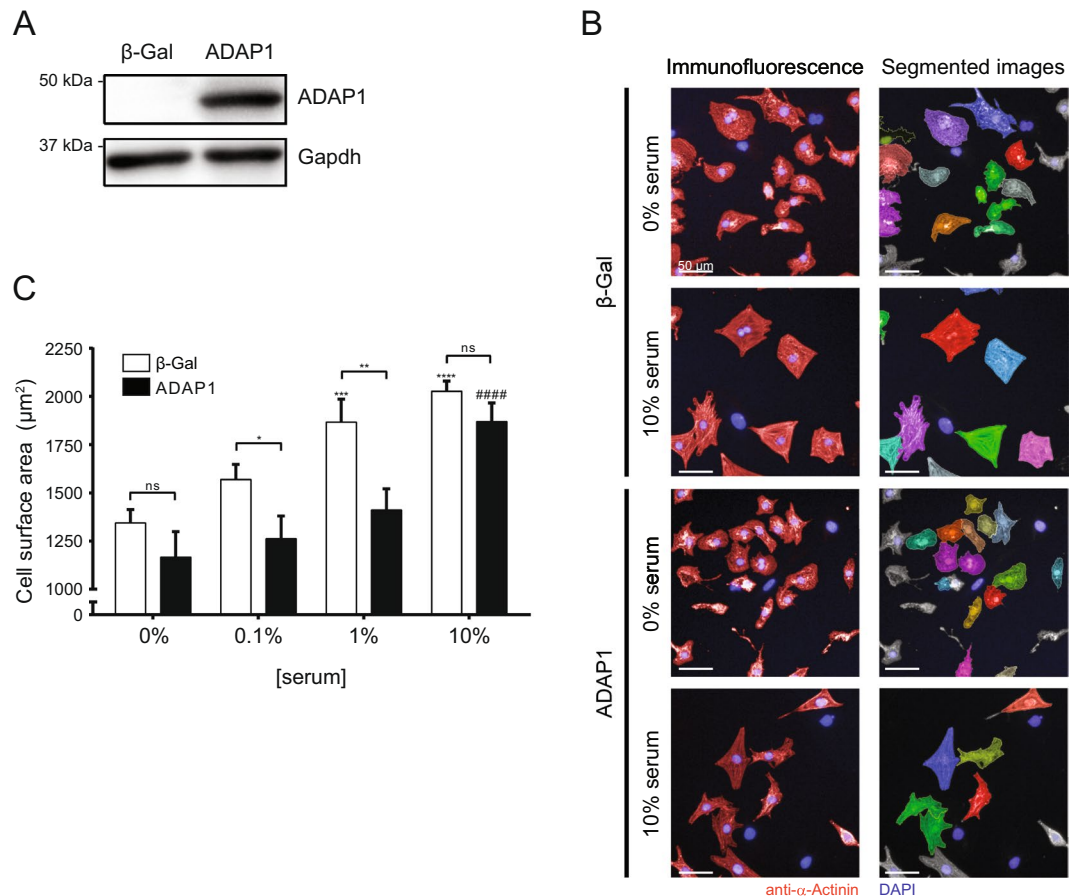 A
β-Gal ADAP1
50 kDa
ADAP1
37 kDa
Gapdh
B
Immunofluorescence Segmented images
β-Gal
0% serum
50 µm
10% serum
ADAP1
0% serum
10% serum
anti-α-Actinin DAPI
C
Cell surface area (µm²)
2250
2000
1750
1500
1250
1000
0
β-Gal
ADAP1
ns
*
***
**
****
ns
####
0% 0.1% 1% 10%
[serum]